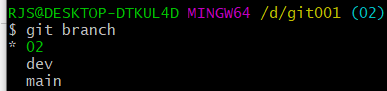 RJS@DESKTOP-DTKUL4D MINGW64 /d/git001 (02)
$ git branch
* 02
  dev
  main